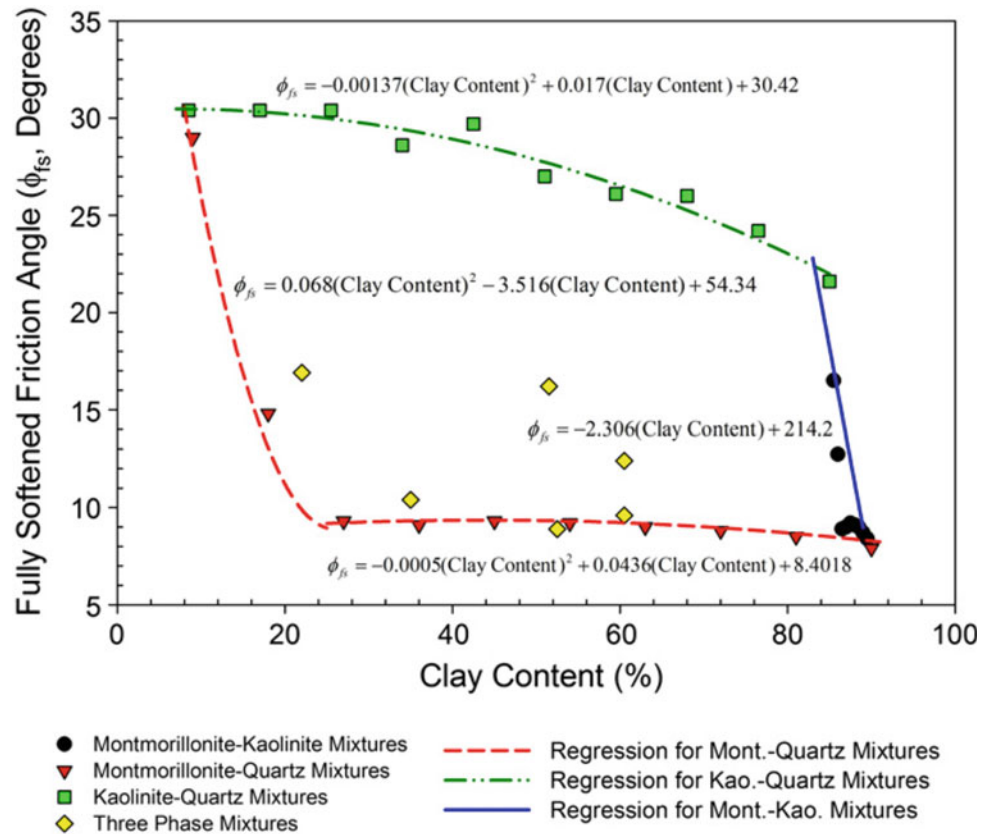 35
30
25
20
15
10
5
0
20
40
60
80
100
Fully Softened Friction Angle (ϕfs, Degrees)
Clay Content (%)
ϕfs = −0.00137(Clay Content)² + 0.017(Clay Content) + 30.42
ϕfs = 0.068(Clay Content)² − 3.516(Clay Content) + 54.34
ϕfs = −2.306(Clay Content) + 214.2
ϕfs = −0.0005(Clay Content)² + 0.0436(Clay Content) + 8.4018
Montmorillonite-Kaolinite Mixtures
Montmorillonite-Quartz Mixtures
Kaolinite-Quartz Mixtures
Three Phase Mixtures
Regression for Mont.-Quartz Mixtures
Regression for Kao.-Quartz Mixtures
Regression for Mont.-Kao. Mixtures